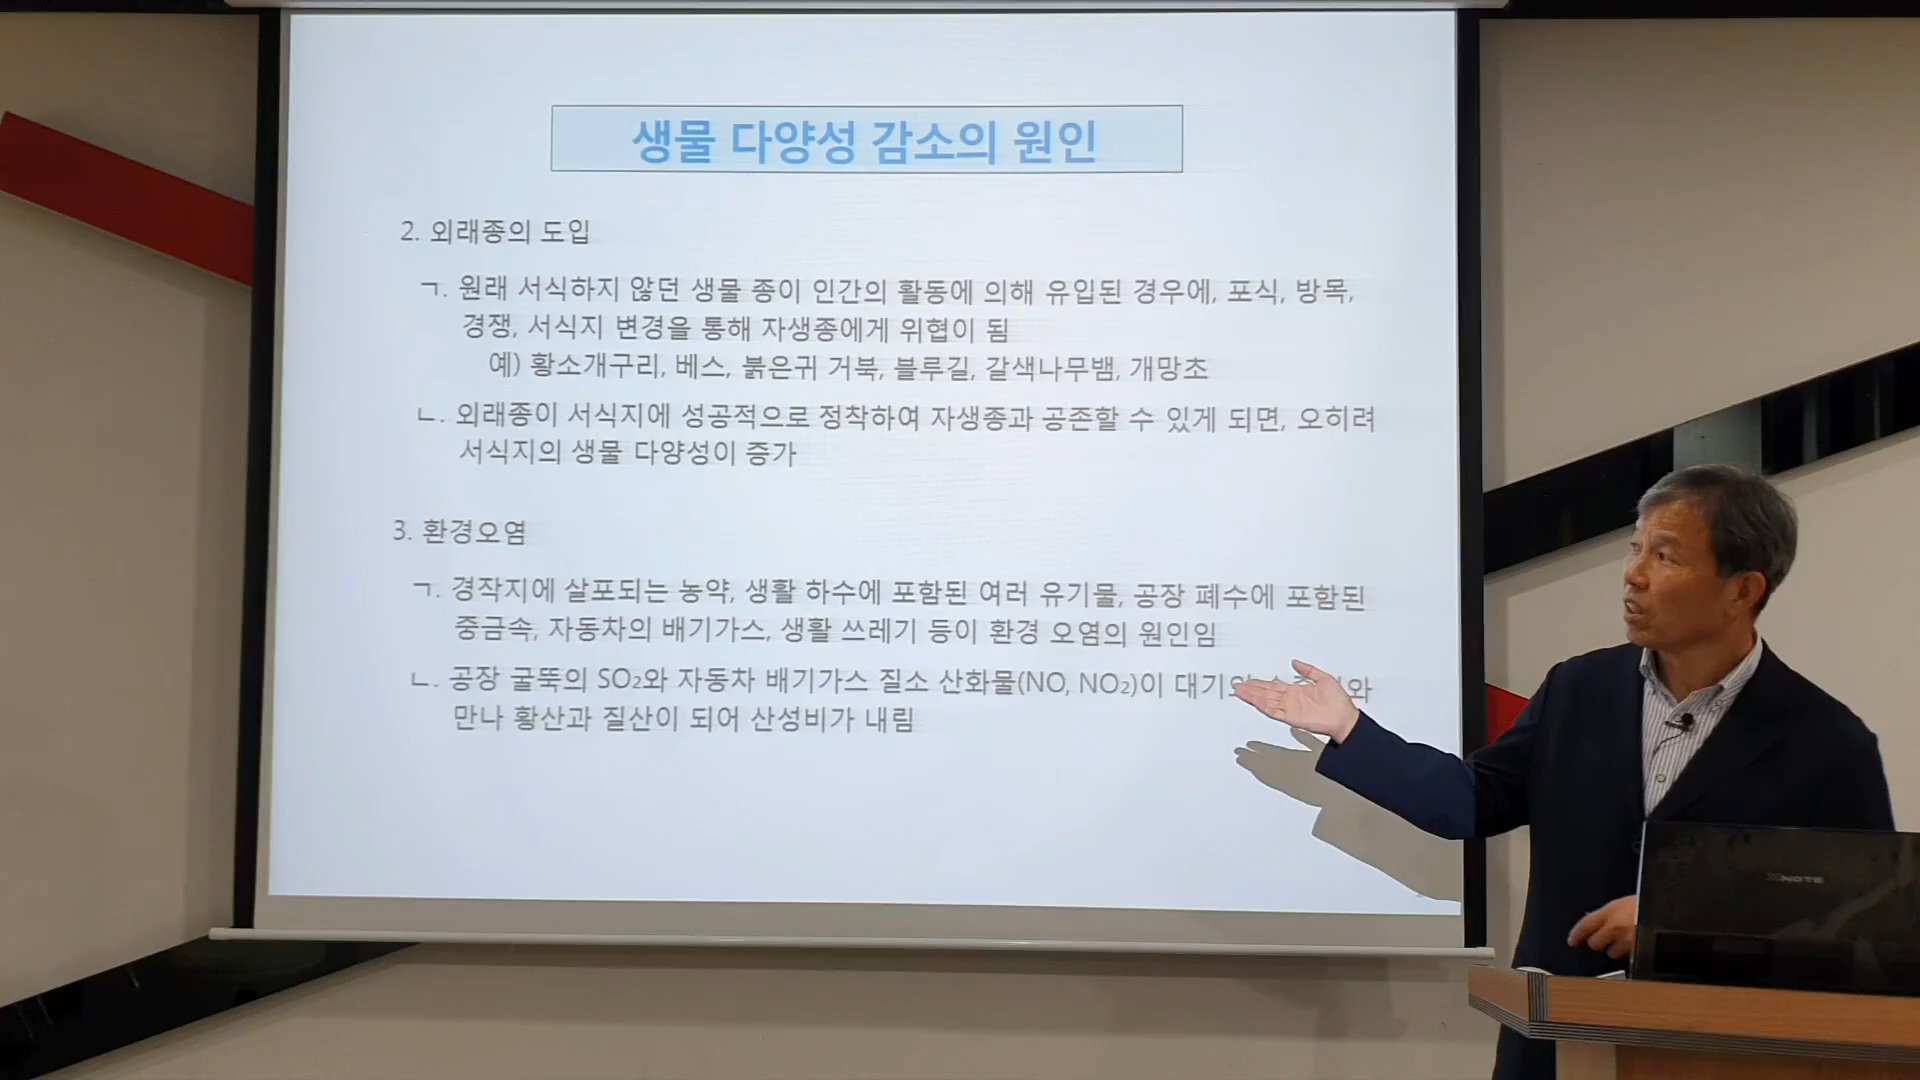 생물 다양성 감소의 원인
2. 외래종의 도입
ㄱ. 원래 서식하지 않던 생물 종이 인간의 활동에 의해 유입된 경우에, 포식, 방목,
경쟁, 서식지 변경을 통해 자생종에게 위협이 됨
예) 황소개구리, 베스, 붉은귀 거북, 블루길, 갈색나무뱀, 개망초
ㄴ. 외래종이 서식지에 성공적으로 정착하여 자생종과 공존할 수 있게 되면, 오히려
서식지의 생물 다양성이 증가
3. 환경오염
ㄱ. 경작지에 살포되는 농약, 생활 하수에 포함된 여러 유기물, 공장 폐수에 포함된
중금속, 자동차의 배기가스, 생활 쓰레기 등이 환경 오염의 원인임
ㄴ. 공장 굴뚝의 SO₂와 자동차 배기가스 질소 산화물(NO, NO₂)이
만나 황산과 질산이 되어 산성비가 내림
XNOTE